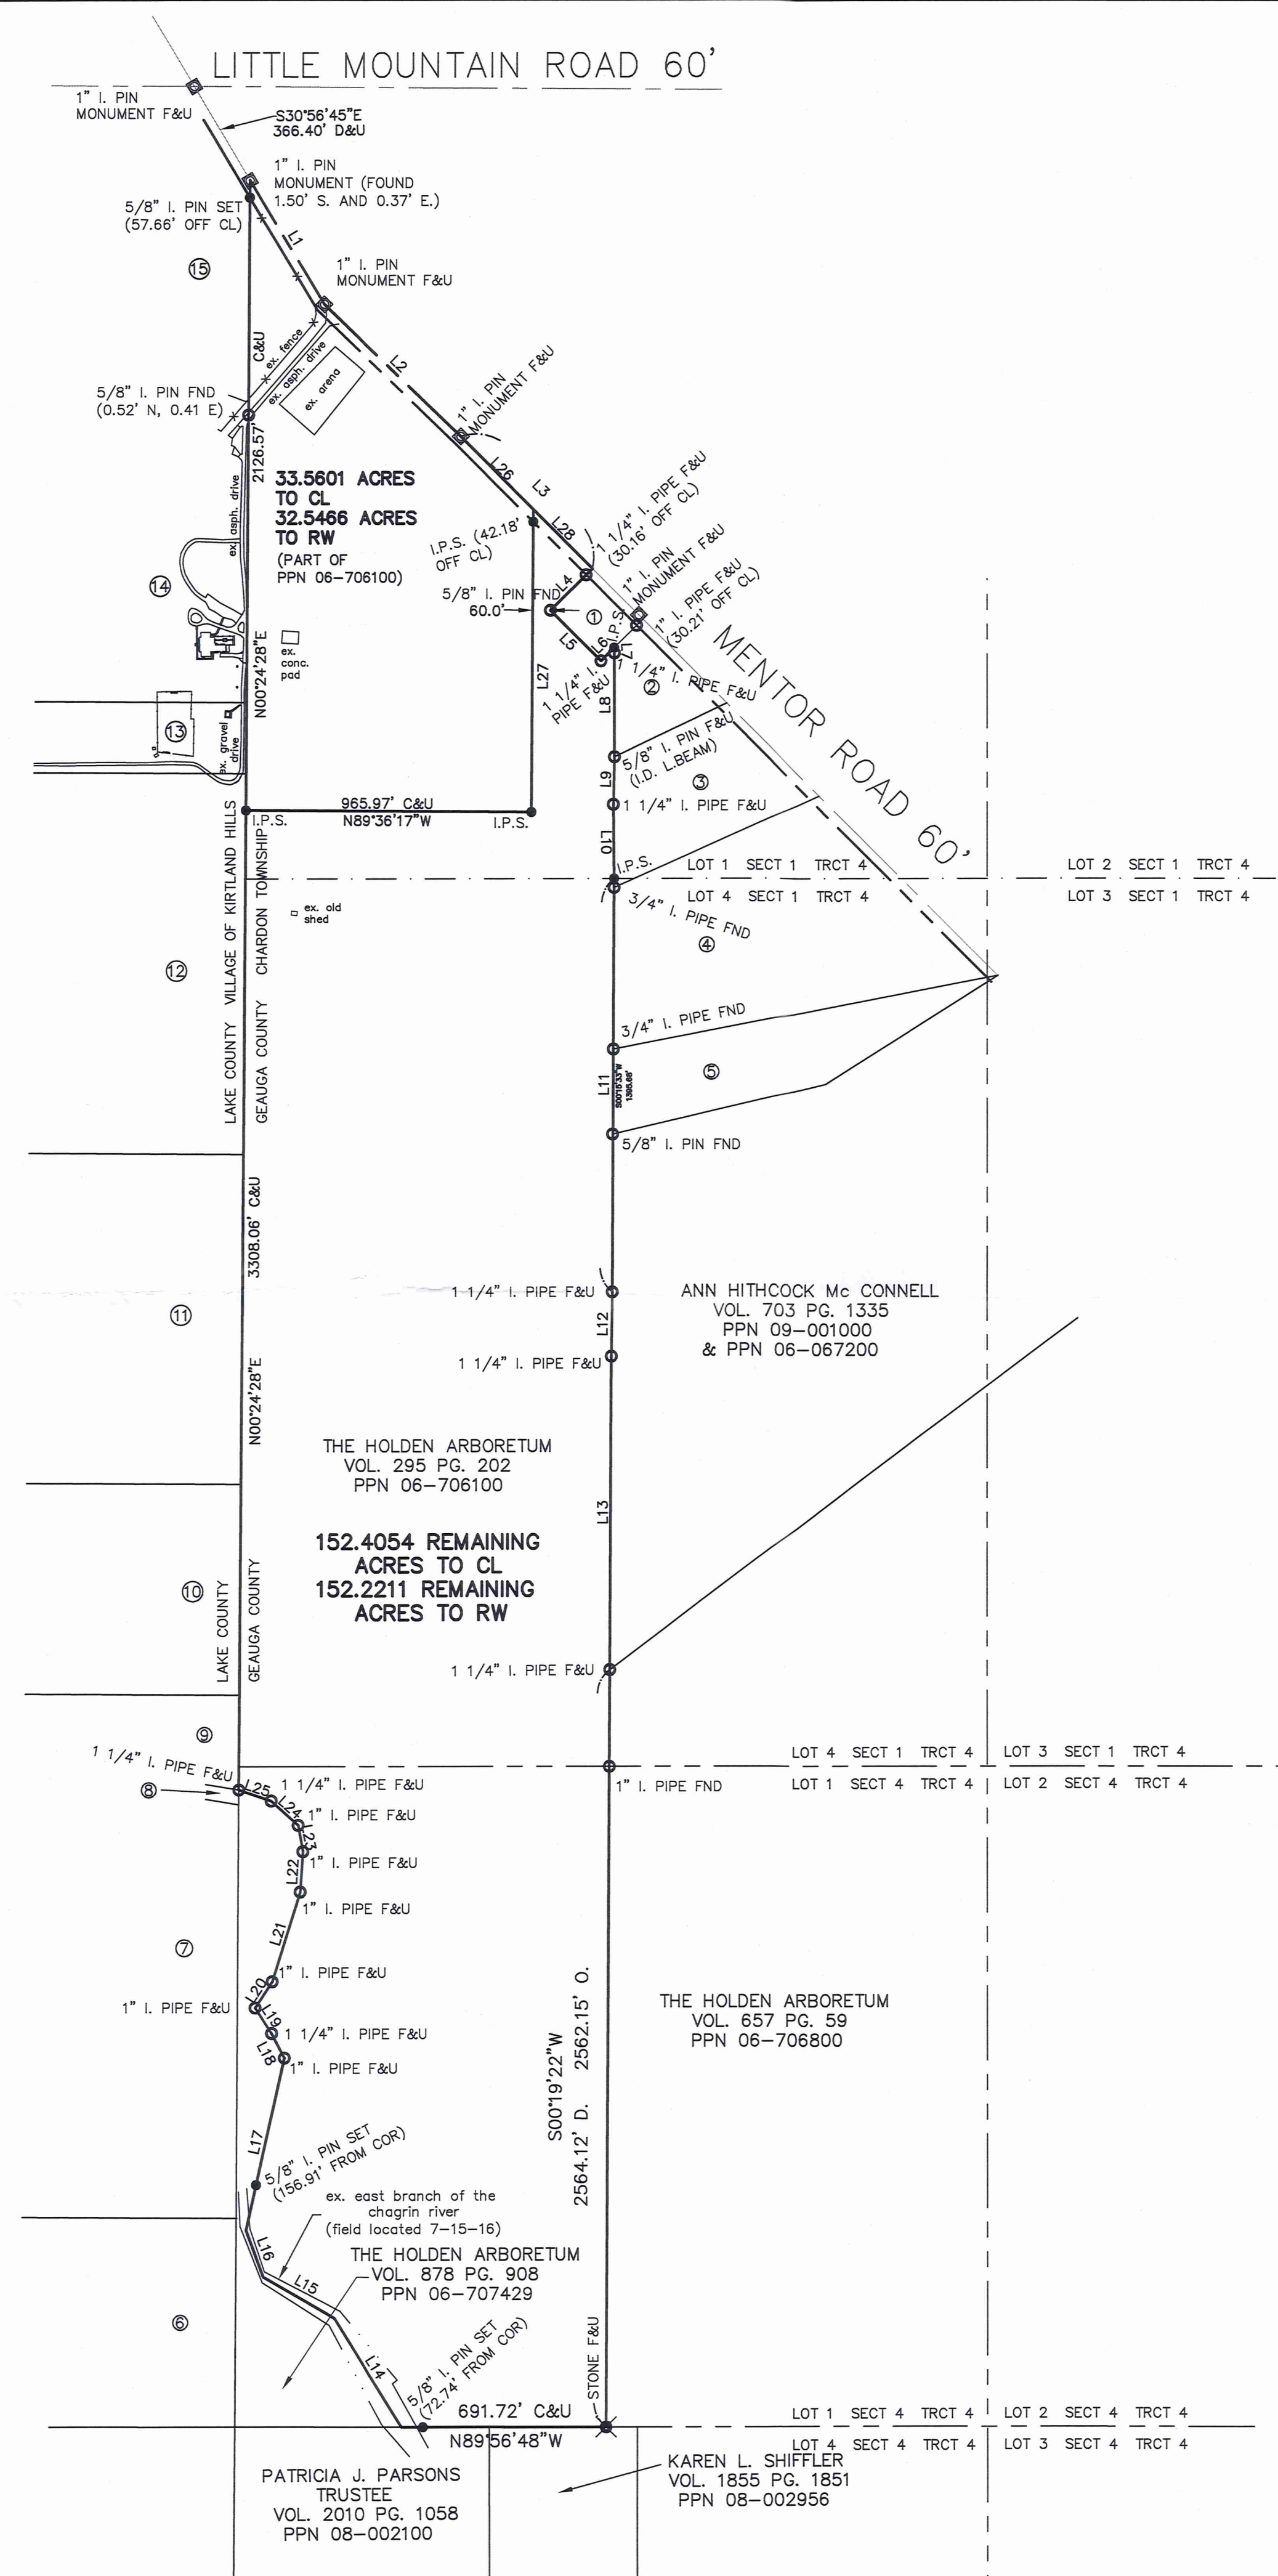 LITTLE MOUNTAIN ROAD 60'
1" I. PIN
MONUMENT F&U
S30°56'45"E
366.40' D&U
1" I. PIN
MONUMENT (FOUND
1.50' S. AND 0.37' E.)
5/8" I. PIN SET
(57.66' OFF CL)
L1
15
1" I. PIN
MONUMENT F&U
C&U
ex. fence
ex. asph. drive
ex. arena
L2
1" I. PIN
MONUMENT F&U
5/8" I. PIN FND
(0.52' N, 0.41 E)
2126.57'
33.5601 ACRES
TO CL
32.5466 ACRES
TO RW
(PART OF
PPN 06-706100)
ex. asph. drive
L26
L3
L28
I.P.S. (42.18'
OFF CL)
1 1/4" I. PIPE F&U
(30.16' OFF CL)
1" I. PIN
MONUMENT F&U
1" I. PIPE F&U
(30.21' OFF CL)
14
5/8" I. PIN FND
60.0'
L4
1
I.P.S.
L5
L6
L7
1 1/4" I. PIPE F&U
1 1/4" I.
PIPE F&U
2
MENTOR ROAD 60'
N00°24'28"E
ex.
conc.
pad
L27
L8
13
ex. gravel
drive
5/8" I. PIN F&U
(I.D. L.BEAM)
L9
3
1 1/4" I. PIPE F&U
965.97' C&U
I.P.S.
N89°36'17"W
I.P.S.
L10
I.P.S.
LOT 1 SECT 1 TRCT 4
LOT 2 SECT 1 TRCT 4
LOT 4 SECT 1 TRCT 4
LOT 3 SECT 1 TRCT 4
3/4" I. PIPE FND
ex. old
shed
4
12
LAKE COUNTY VILLAGE OF KIRTLAND HILLS
GEAUGA COUNTY CHARDON TOWNSHIP
3/4" I. PIPE FND
L11
S00°15'33"W
1395.66'
5
5/8" I. PIN FND
3308.06' C&U
1 1/4" I. PIPE F&U
ANN HITHCOCK Mc CONNELL
VOL. 703 PG. 1335
PPN 09-001000
& PPN 06-067200
11
L12
1 1/4" I. PIPE F&U
N00°24'28"E
THE HOLDEN ARBORETUM
VOL. 295 PG. 202
PPN 06-706100
L13
152.4054 REMAINING
ACRES TO CL
152.2211 REMAINING
ACRES TO RW
10
LAKE COUNTY
GEAUGA COUNTY
1 1/4" I. PIPE F&U
9
1 1/4" I. PIPE F&U
LOT 4 SECT 1 TRCT 4
LOT 3 SECT 1 TRCT 4
LOT 1 SECT 4 TRCT 4
LOT 2 SECT 4 TRCT 4
1" I. PIPE FND
8
L25
1 1/4" I. PIPE F&U
L24
1" I. PIPE F&U
L23
1" I. PIPE F&U
L22
1" I. PIPE F&U
L21
7
1" I. PIPE F&U
L20
1" I. PIPE F&U
L19
1 1/4" I. PIPE F&U
L18
1" I. PIPE F&U
THE HOLDEN ARBORETUM
VOL. 657 PG. 59
PPN 06-706800
S00°19'22"W
2564.12' D. 2562.15' O.
L17
5/8" I. PIN SET
(156.91' FROM COR)
ex. east branch of the
chagrin river
(field located 7-15-16)
L16
L15
THE HOLDEN ARBORETUM
VOL. 878 PG. 908
PPN 06-707429
6
L14
5/8" I. PIN SET
(72.74' FROM COR)
STONE F&U
691.72' C&U
N89°56'48"W
LOT 1 SECT 4 TRCT 4
LOT 2 SECT 4 TRCT 4
LOT 4 SECT 4 TRCT 4
LOT 3 SECT 4 TRCT 4
KAREN L. SHIFFLER
VOL. 1855 PG. 1851
PPN 08-002956
PATRICIA J. PARSONS
TRUSTEE
VOL. 2010 PG. 1058
PPN 08-002100